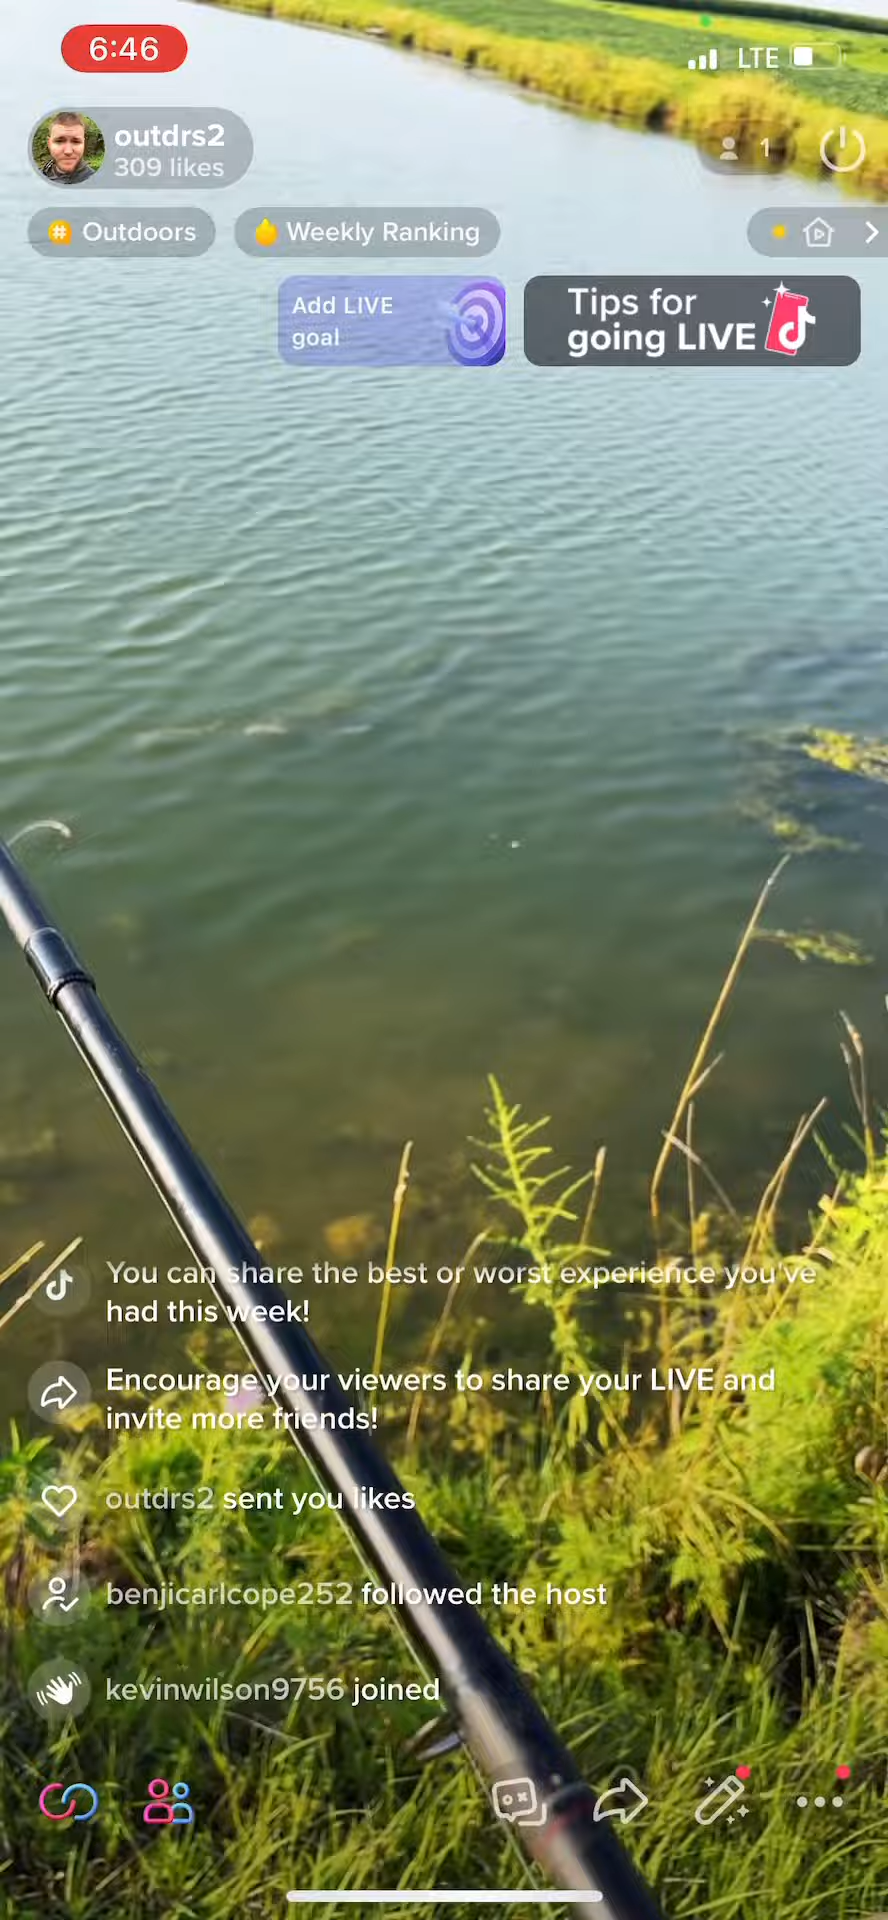 6:46
LTE
outdrs2
309 likes
1
# Outdoors
Weekly Ranking
Add LIVE
goal
Tips for
going LIVE
You can share the best or worst experience you've
had this week!
Encourage your viewers to share your LIVE and
invite more friends!
outdrs2 sent you likes
benjicarlcope252 followed the host
kevinwilson9756 joined